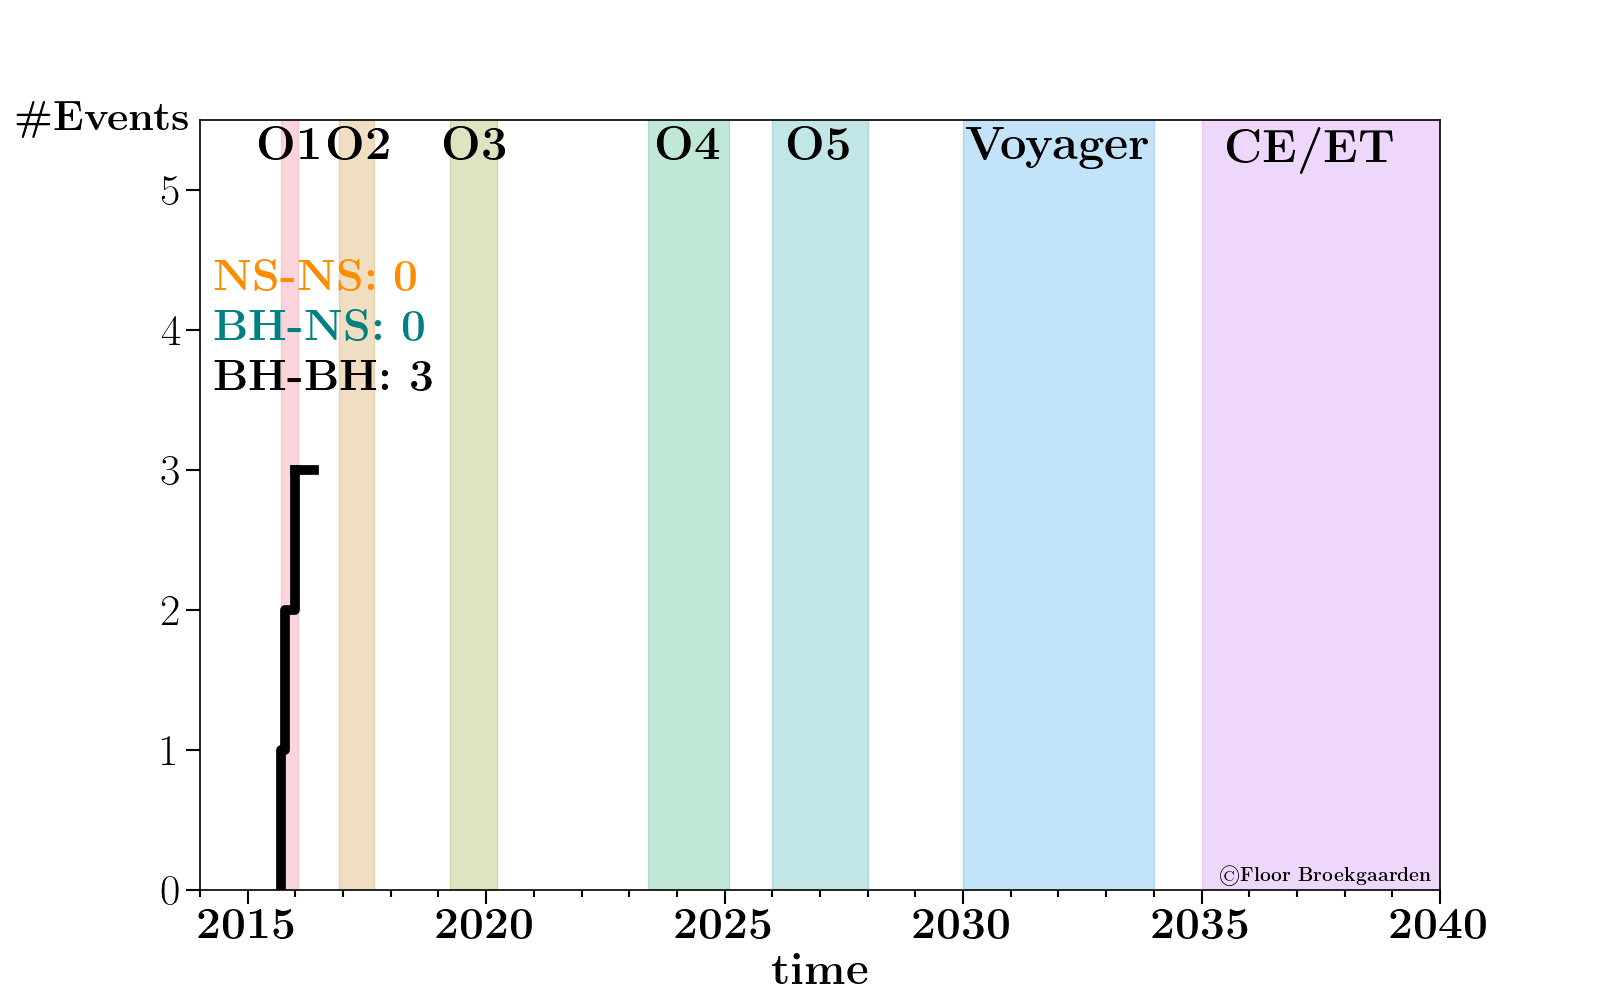 #Events
O1 O2 O3 O4 O5 Voyager CE/ET
5
NS-NS: 0
4
BH-NS: 0
BH-BH: 3
3
2
1
0
©Floor Broekgaarden
2015 2020 2025 2030 2035 2040
time